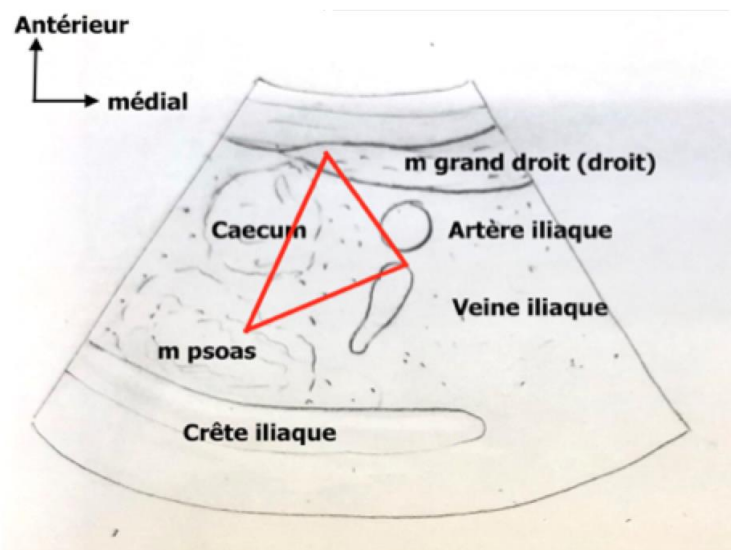 Antérieur
médial
m grand droit (droit)
Caecum
Artère iliaque
Veine iliaque
m psoas
Crête iliaque